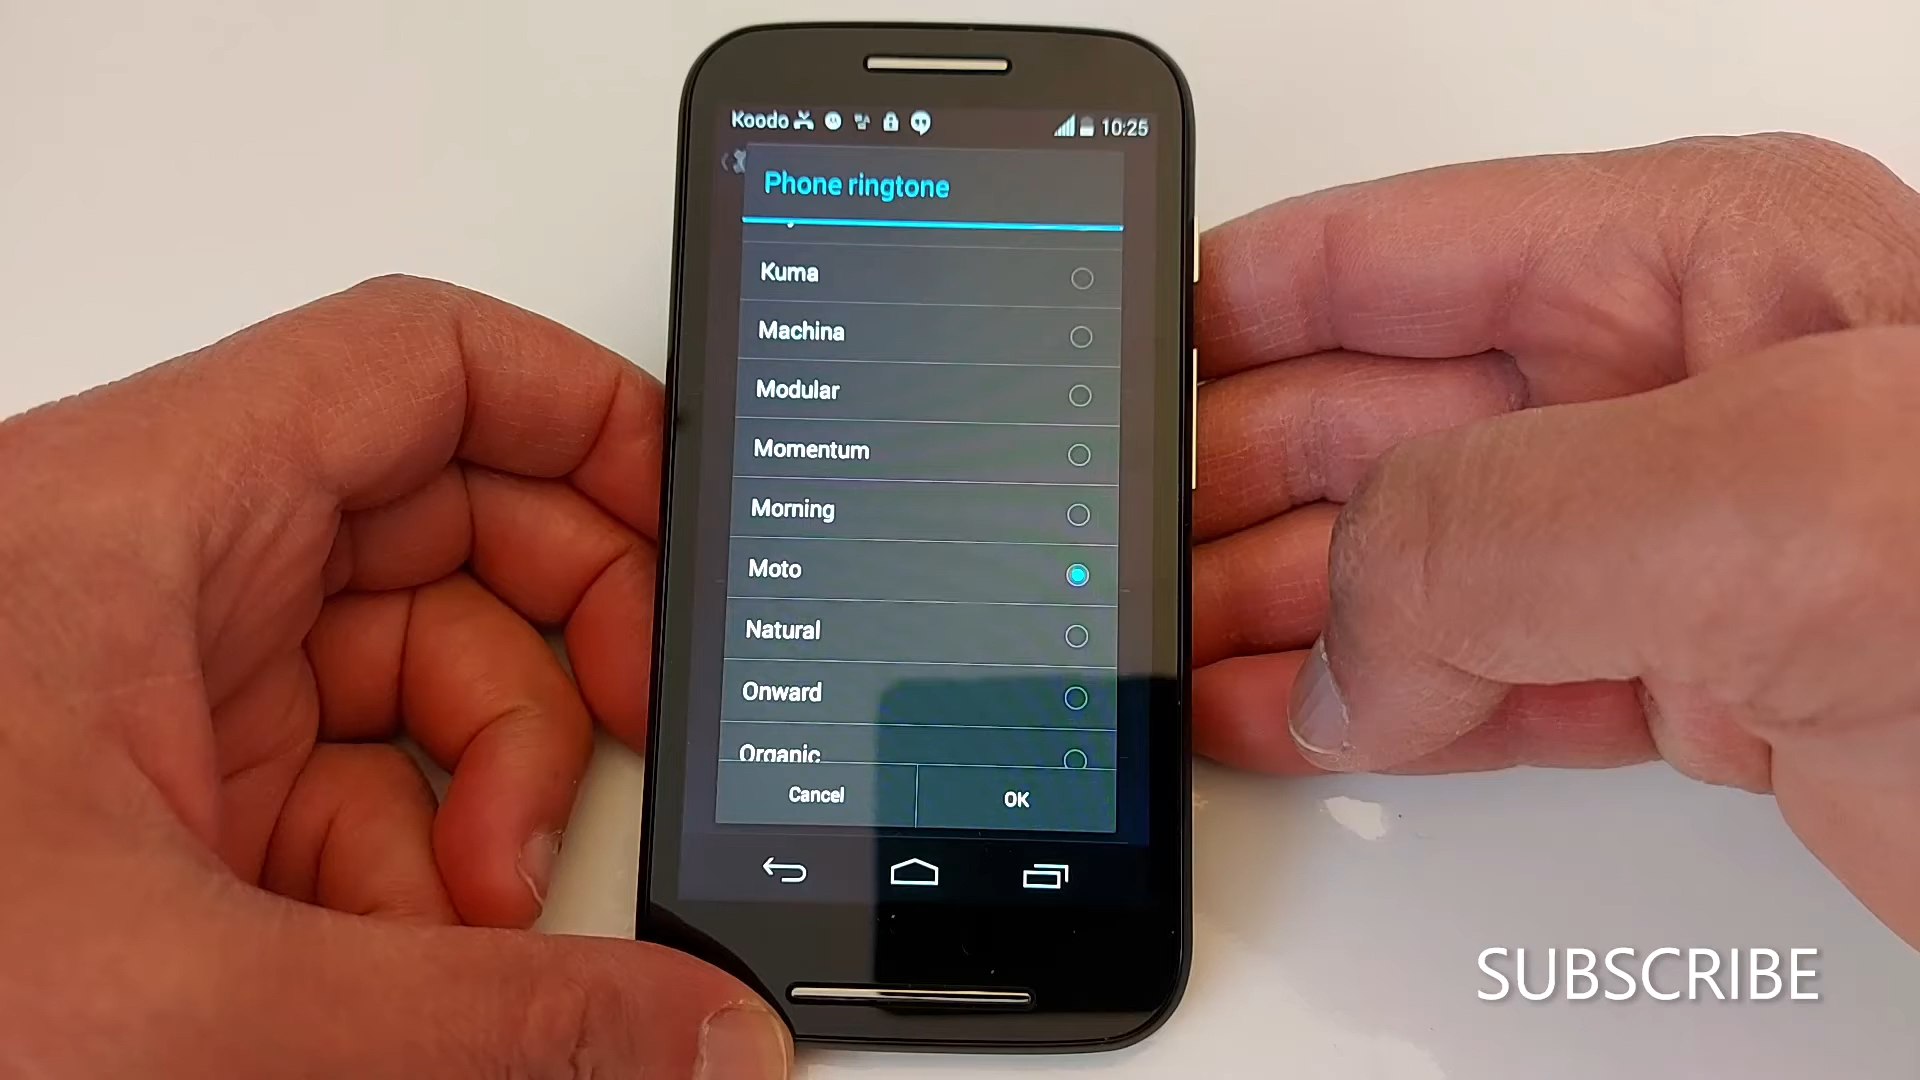 Koodo 10:25
Phone ringtone
Kuma
Machina
Modular
Momentum
Morning
Moto
Natural
Onward
Organic
Cancel OK
SUBSCRIBE